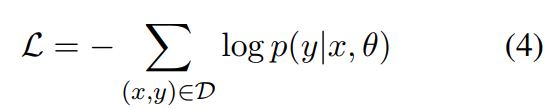 ℒ = − ∑_{(x,y)∈𝒟} log p(y|x, θ) (4)